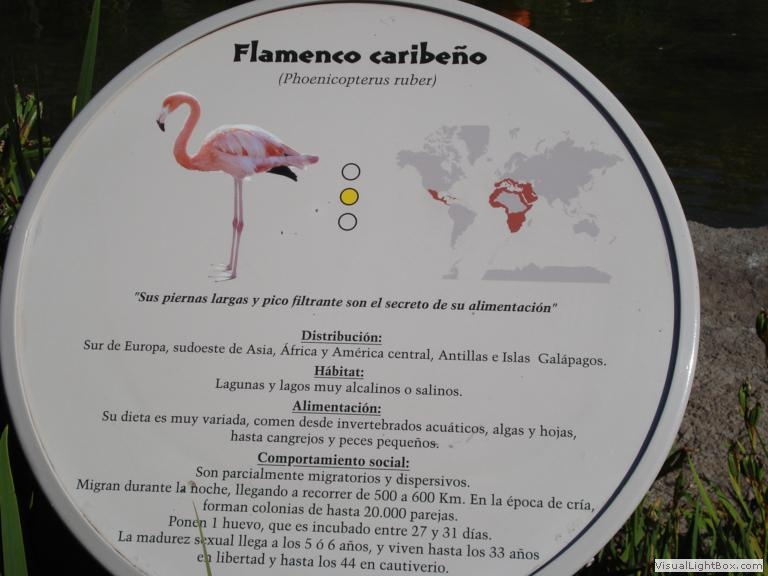 Flamenco caribeño
(Phoenicopterus ruber)
"Sus piernas largas y pico filtrante son el secreto de su alimentación"
Distribución:
Sur de Europa, sudoeste de Asia, África y América central, Antillas e Islas Galápagos.
Hábitat:
Lagunas y lagos muy alcalinos o salinos.
Alimentación:
Su dieta es muy variada, comen desde invertebrados acuáticos, algas y hojas,
hasta cangrejos y peces pequeños.
Comportamiento social:
Son parcialmente migratorios y dispersivos.
Migran durante la noche, llegando a recorrer de 500 a 600 Km. En la época de cría,
forman colonias de hasta 20.000 parejas.
Ponen 1 huevo, que es incubado entre 27 y 31 días.
La madurez sexual llega a los 5 ó 6 años, y viven hasta los 33 años
en libertad y hasta los 44 en cautiverio.
VisualLightBox.com